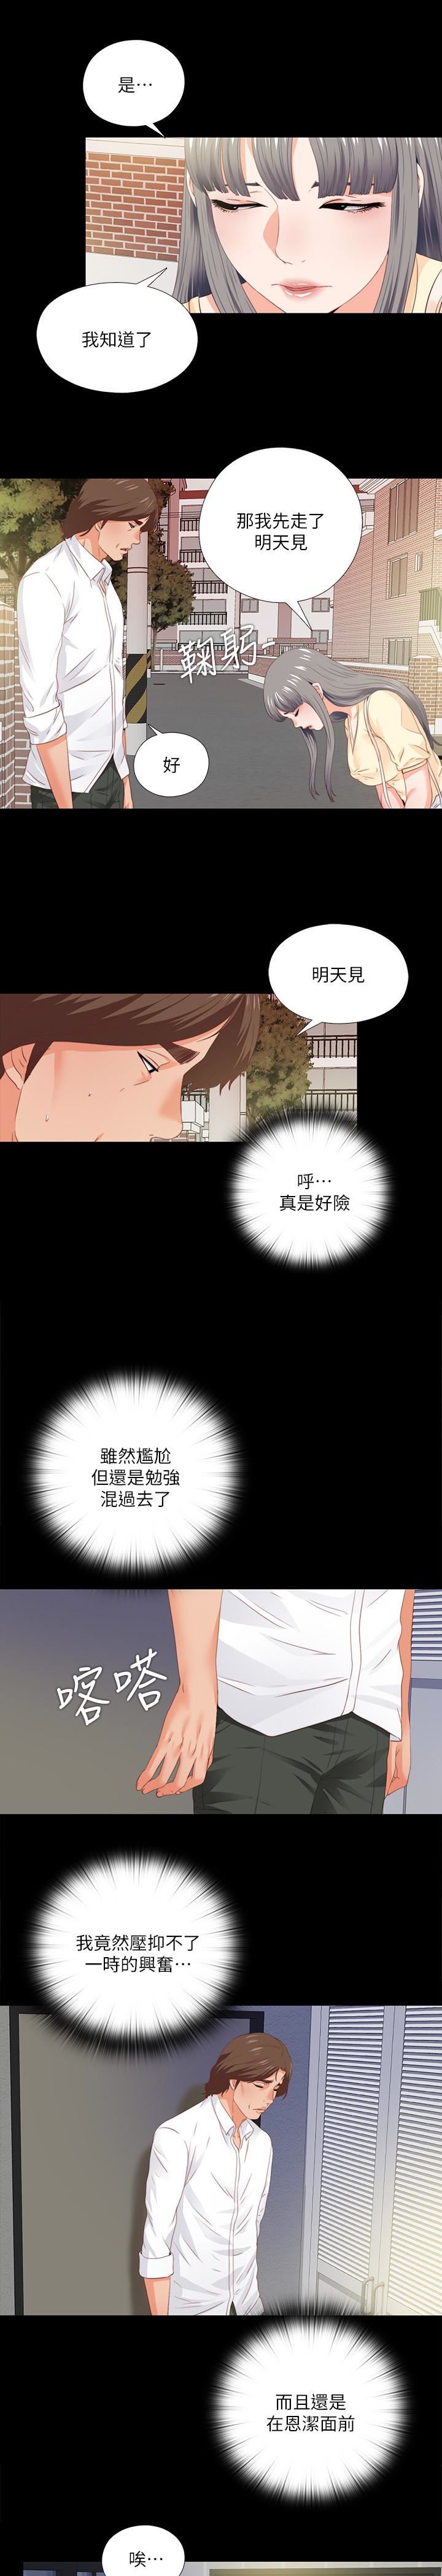 是⋯
我知道了
那我先走了
明天見
鞠躬
好
明天見
呼⋯
真是好險
雖然尷尬
但還是勉強
混過去了
喀嗒
我竟然壓抑不了
一時的興奮⋯
而且還是
在恩潔面前
唉⋯